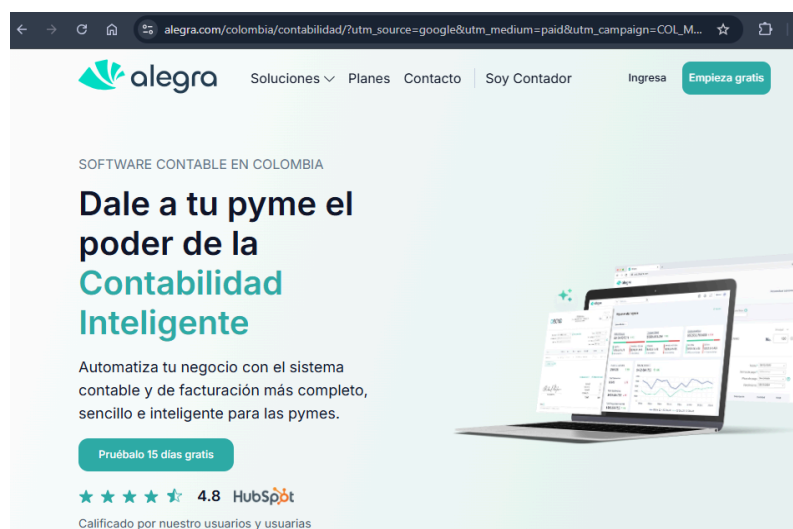 alegra.com/colombia/contabilidad/?utm_source=google&utm_medium=paid&utm_campaign=COL_M...
alegra Soluciones Planes Contacto Soy Contador Ingresa Empieza gratis
SOFTWARE CONTABLE EN COLOMBIA
Dale a tu pyme el
poder de la
Contabilidad
Inteligente
Automatiza tu negocio con el sistema
contable y de facturación más completo,
sencillo e inteligente para las pymes.
Pruébalo 15 días gratis
4.8 HubSpot
Calificado por nuestro usuarios y usuarias